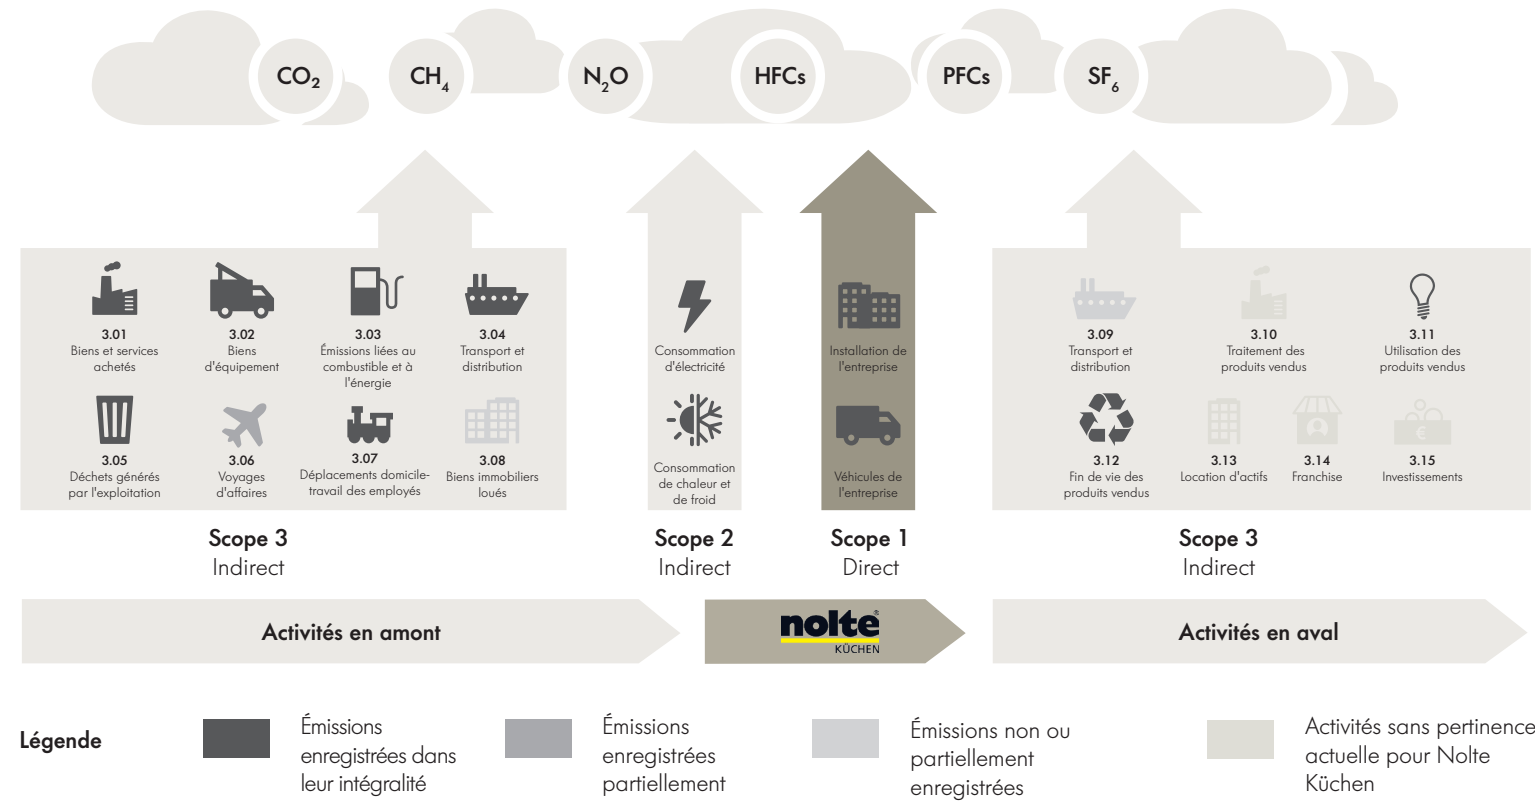 CO₂
CH₄
N₂O
HFCs
PFCs
SF₆
3.01
Biens et services
achetés
3.02
Biens
d'équipement
3.03
Émissions liées au
combustible et à
l'énergie
3.04
Transport et
distribution
3.05
Déchets générés
par l'exploitation
3.06
Voyages
d'affaires
3.07
Déplacements domicile-
travail des employés
3.08
Biens immobiliers
loués
Scope 3
Indirect
Consommation
d'électricité
Consommation
de chaleur et
de froid
Scope 2
Indirect
Installation de
l'entreprise
Véhicules de
l'entreprise
Scope 1
Direct
3.09
Transport et
distribution
3.10
Traitement des
produits vendus
3.11
Utilisation des
produits vendus
3.12
Fin de vie des
produits vendus
3.13
Location d'actifs
3.14
Franchise
€
3.15
Investissements
Scope 3
Indirect
Activités en amont
nolte®
KÜCHEN
Activités en aval
Légende
Émissions
enregistrées dans
leur intégralité
Émissions
enregistrées
partiellement
Émissions non ou
partiellement
enregistrées
Activités sans pertinence
actuelle pour Nolte
Küchen